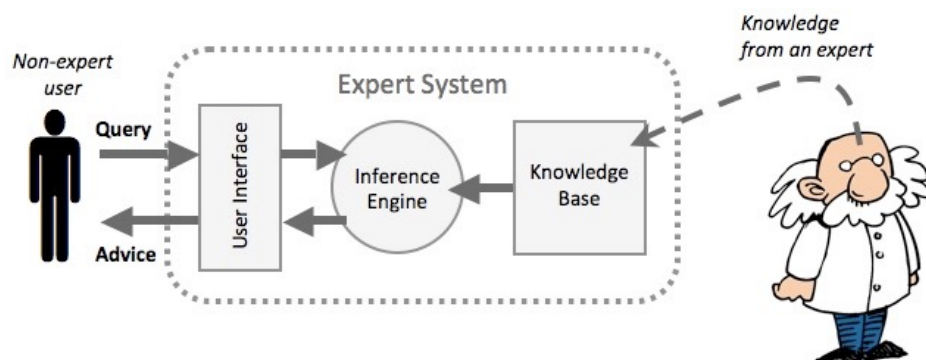 Non-expert
user
Query
Advice
Expert System
User Interface
Inference
Engine
Knowledge
Base
Knowledge
from an expert